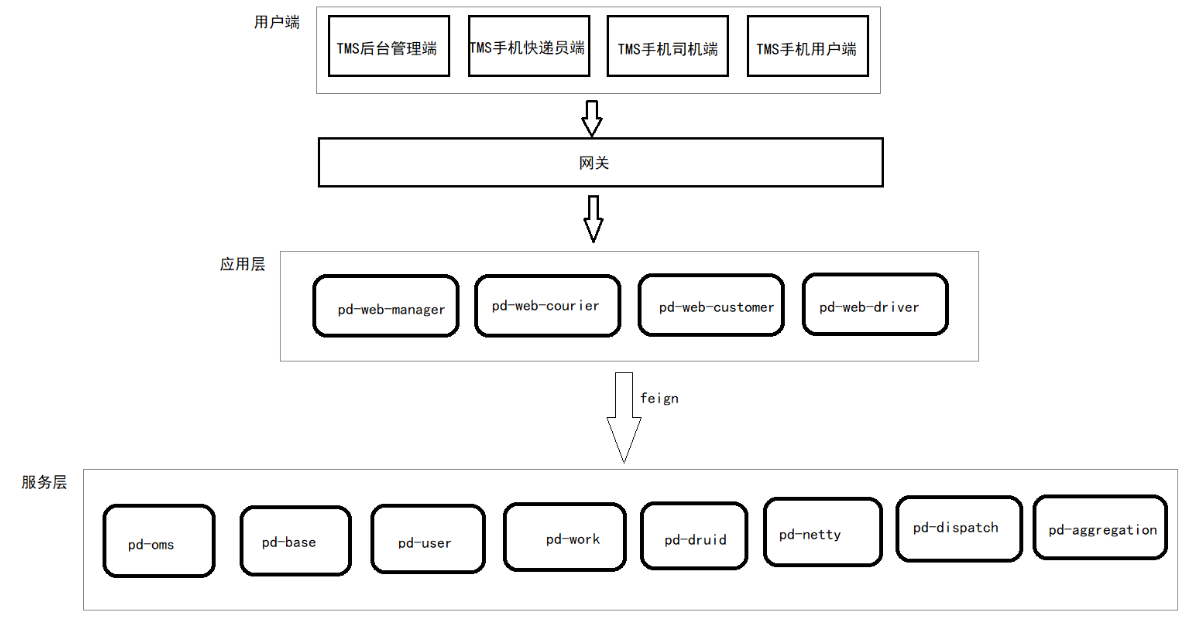 用户端
TMS后台管理端
TMS手机快递员端
TMS手机司机端
TMS手机用户端
网关
应用层
pd-web-manager
pd-web-courier
pd-web-customer
pd-web-driver
feign
服务层
pd-oms
pd-base
pd-user
pd-work
pd-druid
pd-netty
pd-dispatch
pd-aggregation